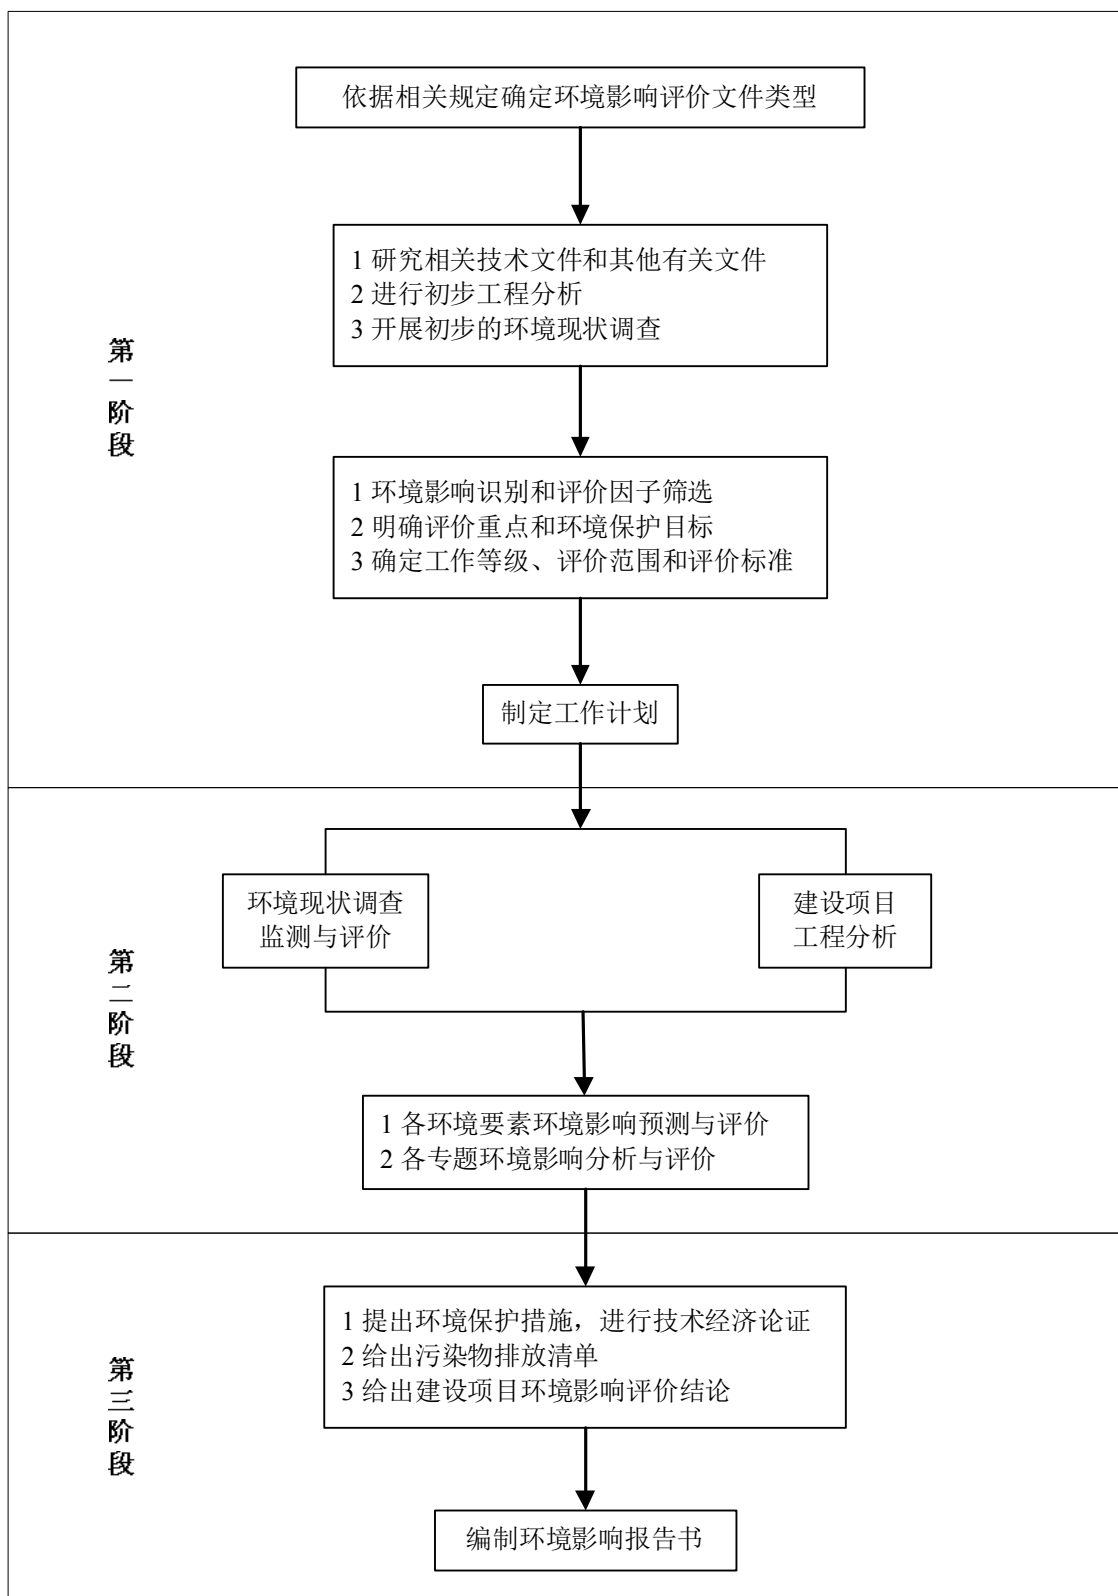 依据相关规定确定环境影响评价文件类型
1 研究相关技术文件和其他有关文件
2 进行初步工程分析
3 开展初步的环境现状调查
第
一
阶
段
1 环境影响识别和评价因子筛选
2 明确评价重点和环境保护目标
3 确定工作等级、评价范围和评价标准
制定工作计划
环境现状调查
监测与评价
建设项目
工程分析
第
二
阶
段
1 各环境要素环境影响预测与评价
2 各专题环境影响分析与评价
1 提出环境保护措施，进行技术经济论证
2 给出污染物排放清单
3 给出建设项目环境影响评价结论
第
三
阶
段
编制环境影响报告书